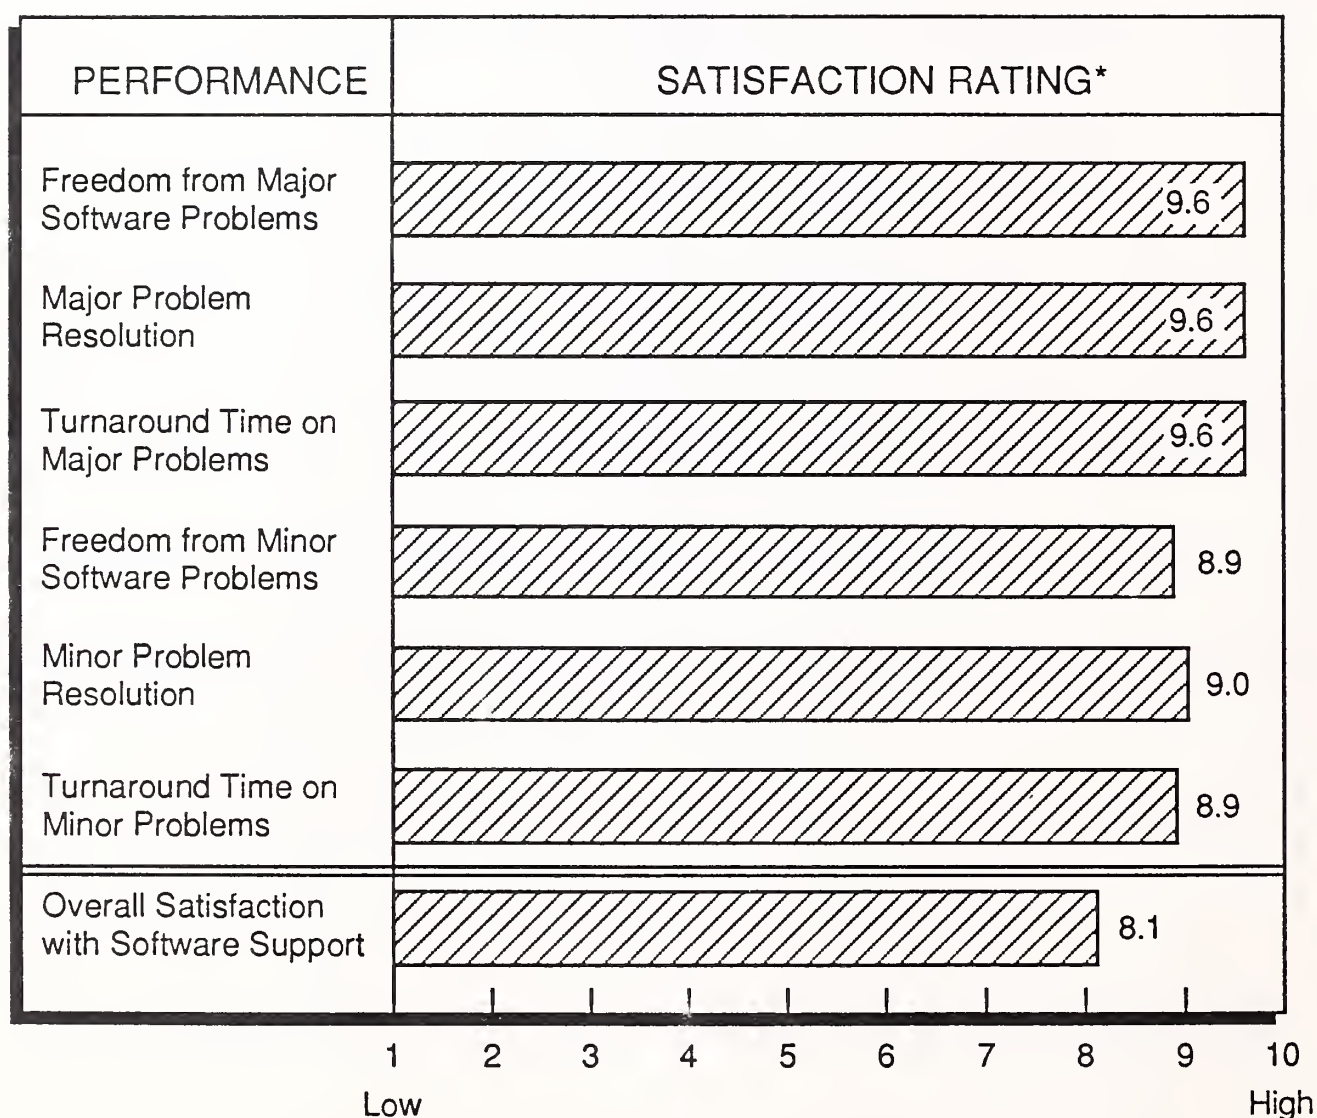 PERFORMANCE
SATISFACTION RATING*
Freedom from Major
Software Problems
9.6
Major Problem
Resolution
9.6
Turnaround Time on
Major Problems
9.6
Freedom from Minor
Software Problems
8.9
Minor Problem
Resolution
9.0
Turnaround Time on
Minor Problems
8.9
Overall Satisfaction
with Software Support
8.1
1 2 3 4 5 6 7 8 9 10
Low High